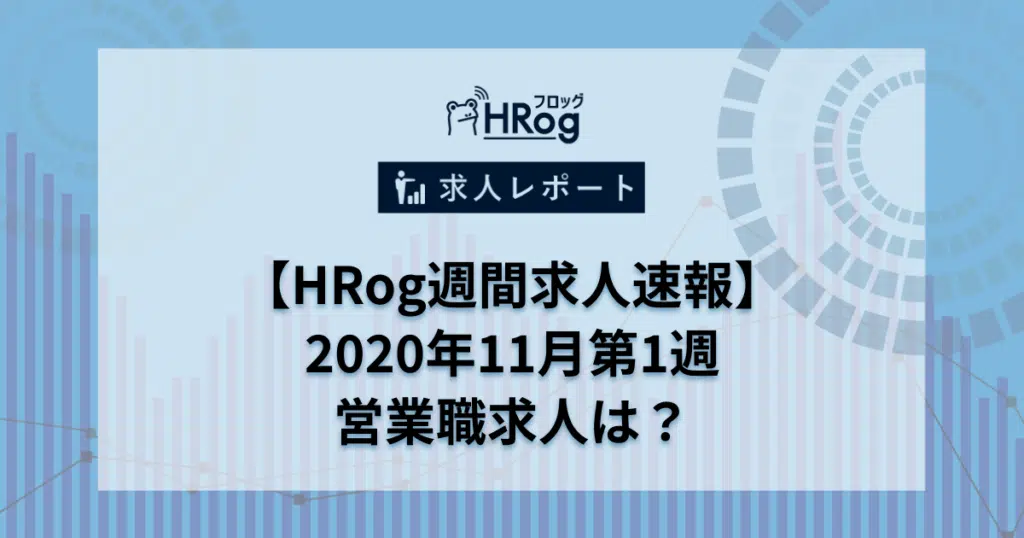 フロッグ
HRog
求人レポート
【HRog週間求人速報】
2020年11月第1週
営業職求人は？